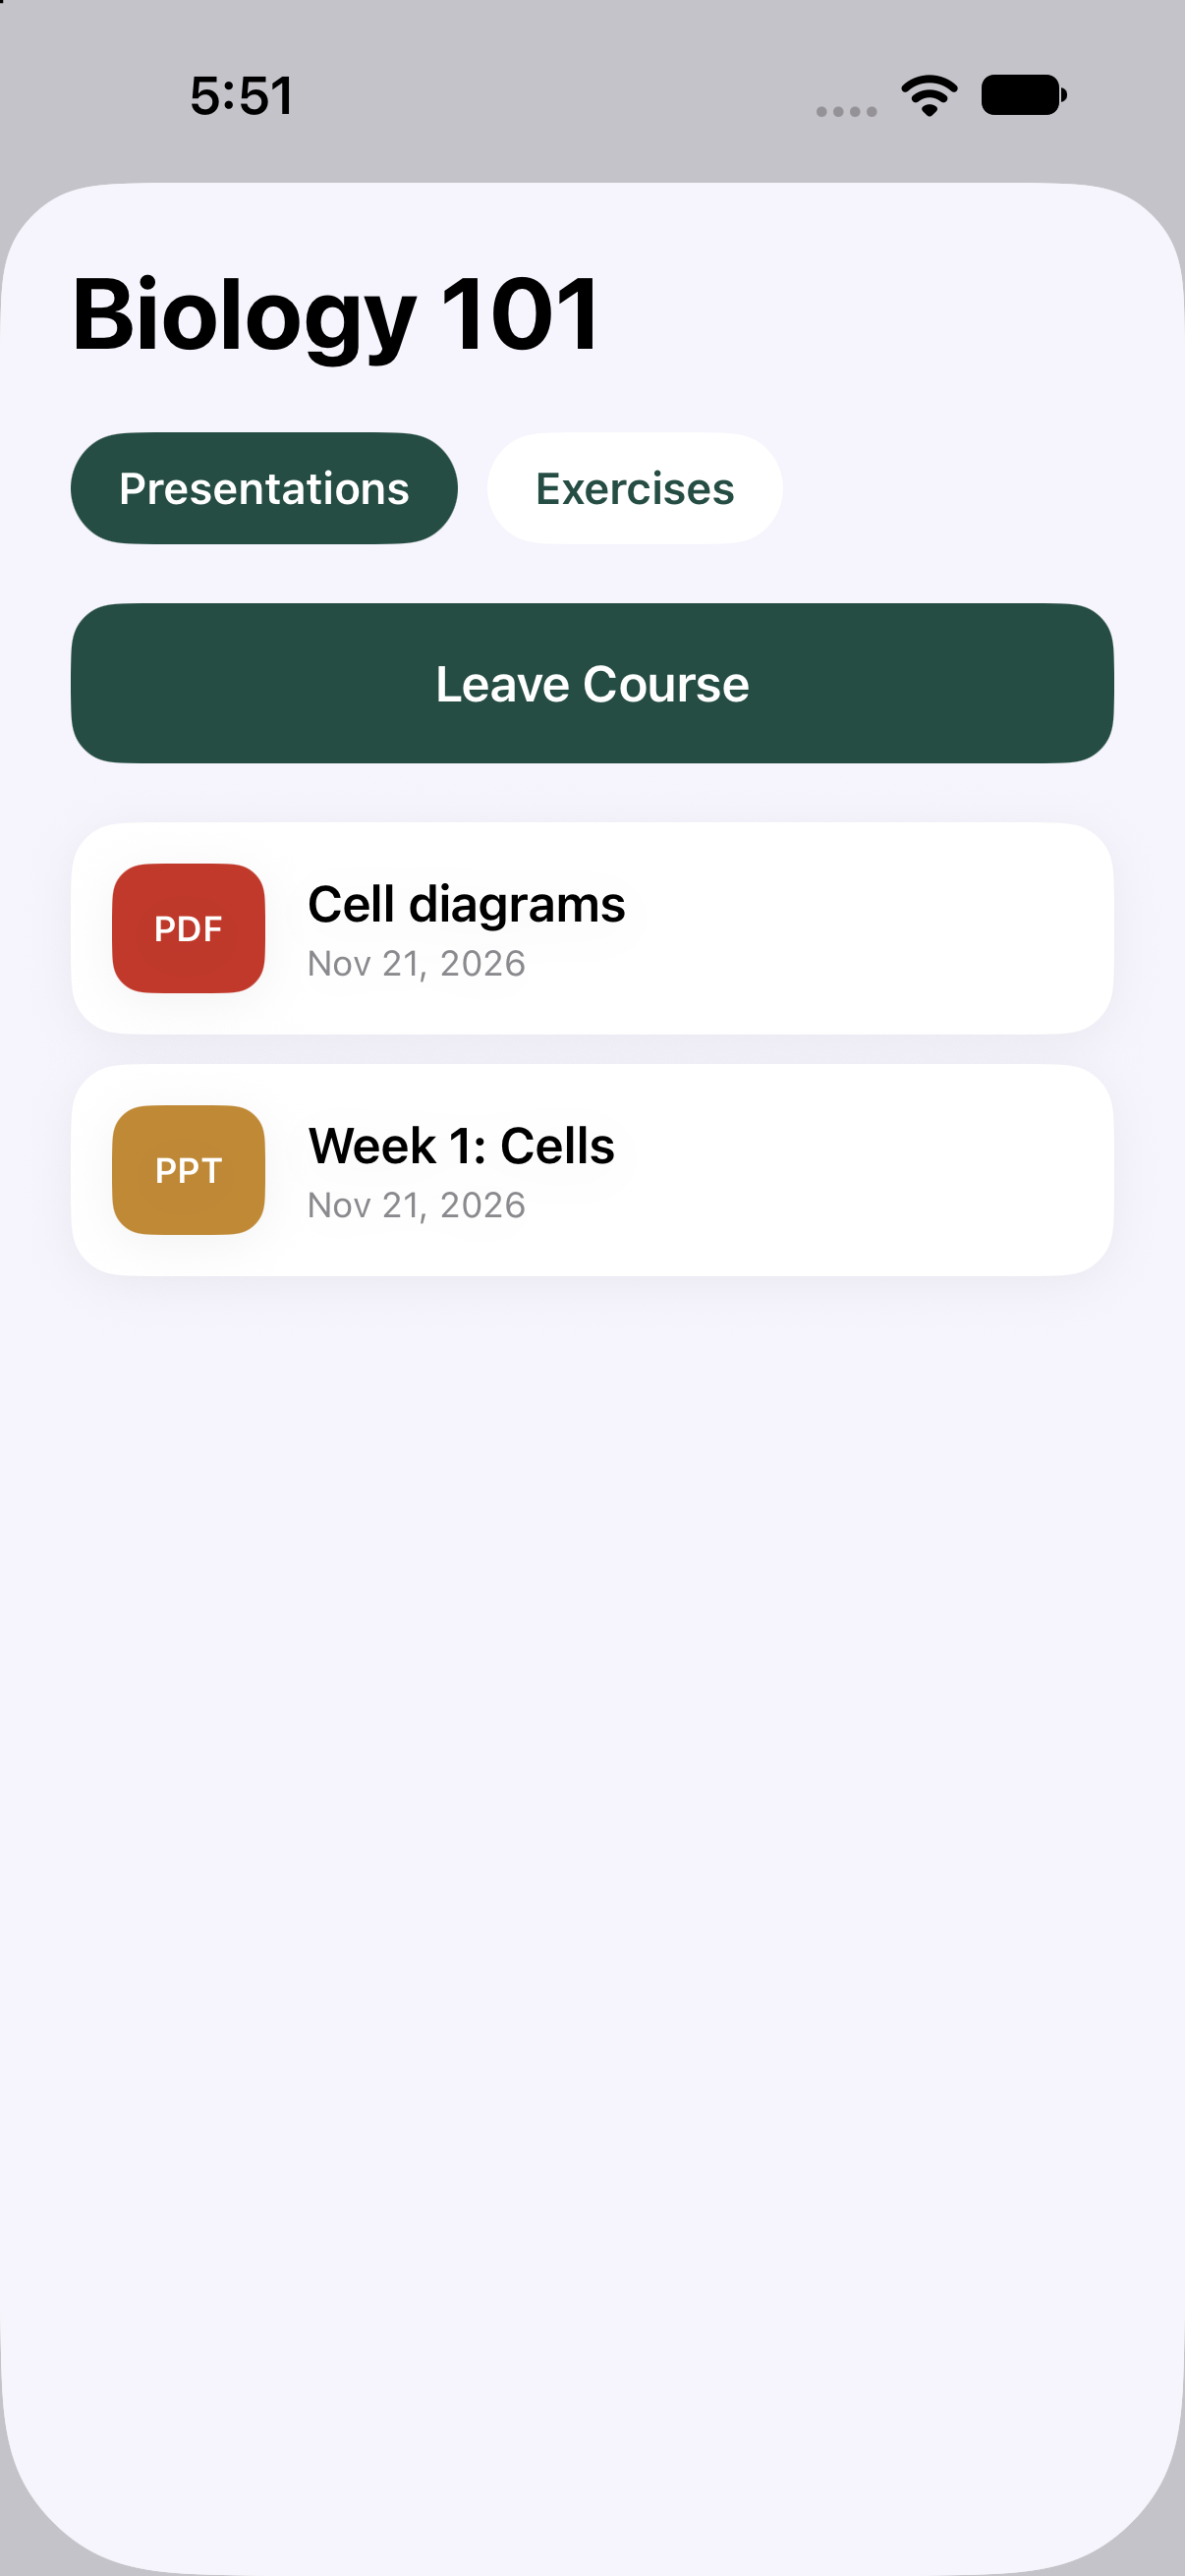 5:51
Biology 101
Presentations
Exercises
Leave Course
PDF
Cell diagrams
Nov 21, 2026
PPT
Week 1: Cells
Nov 21, 2026